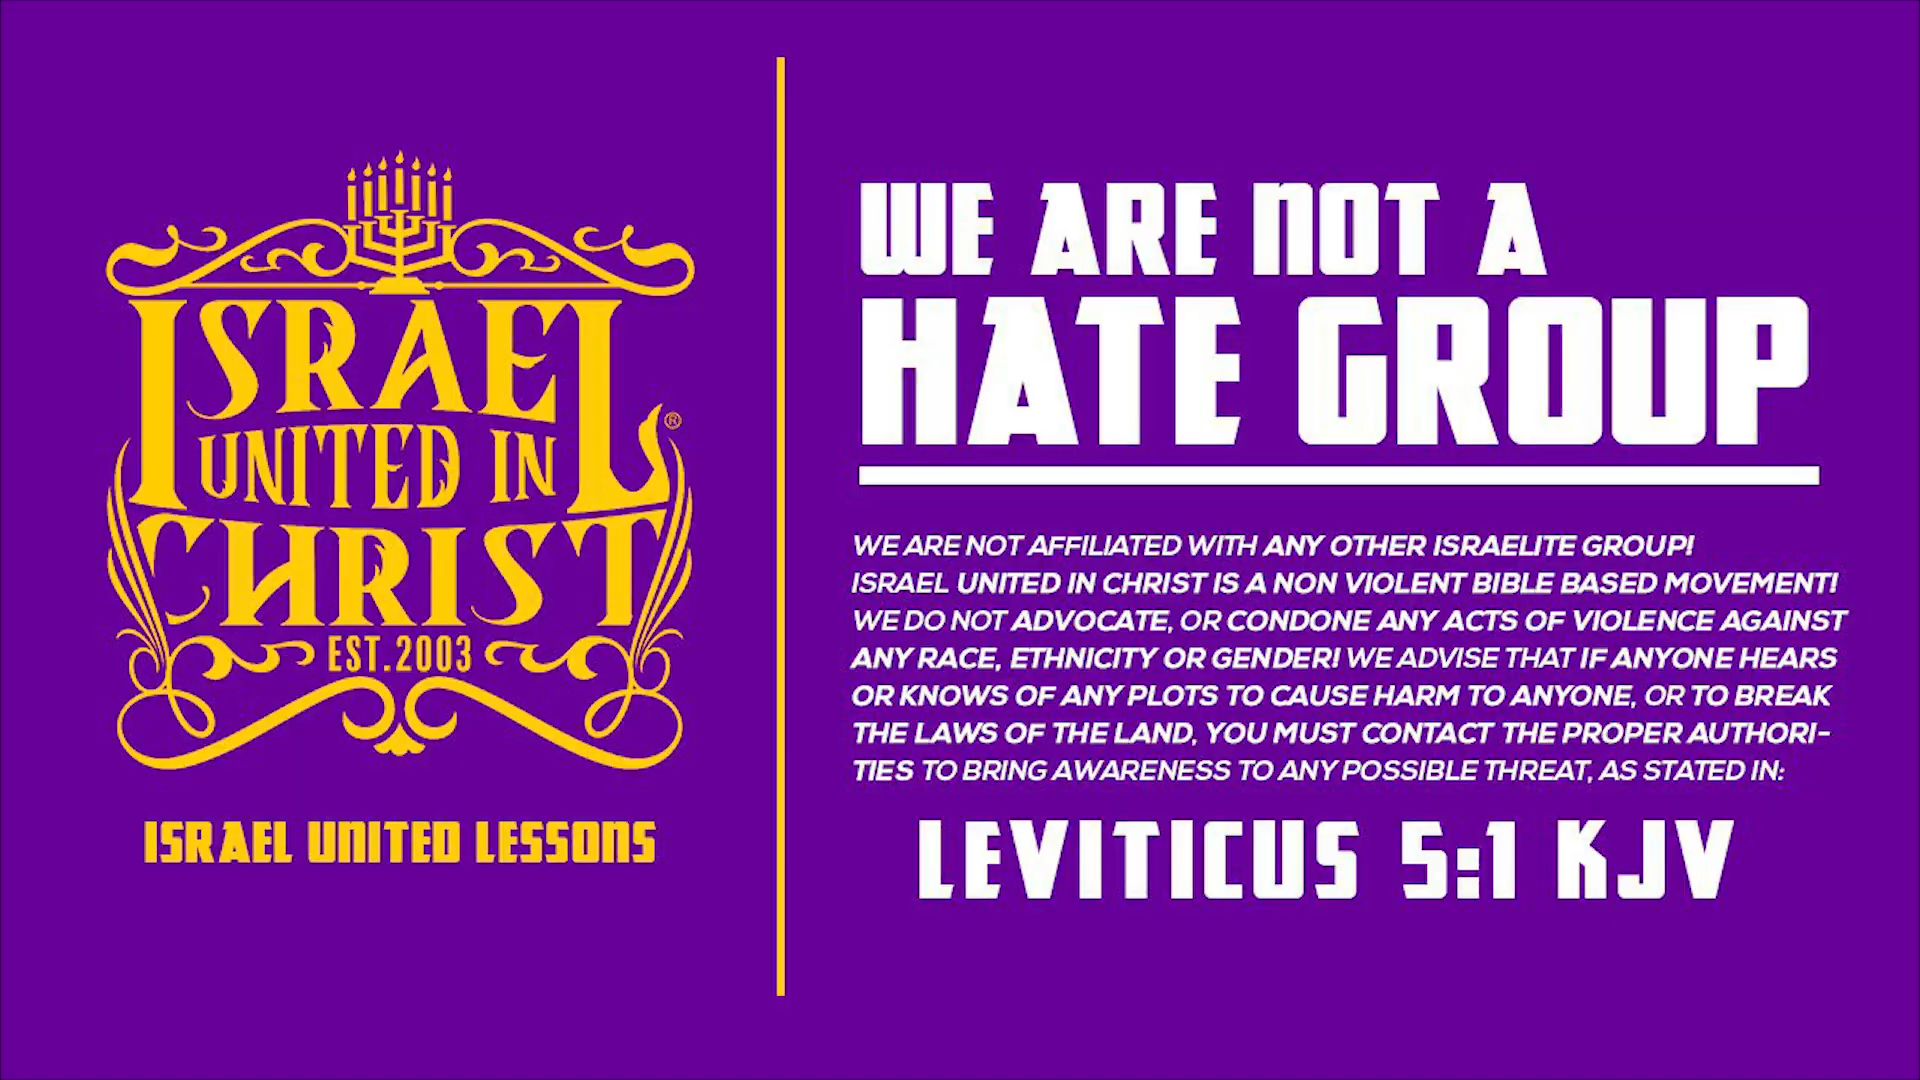 ISRAEL
UNITED IN
CHRIST
®
EST.2003
ISRAEL UNITED LESSONS
WE ARE NOT A
HATE GROUP
WE ARE NOT AFFILIATED WITH ANY OTHER ISRAELITE GROUP!
ISRAEL UNITED IN CHRIST IS A NON VIOLENT BIBLE BASED MOVEMENT!
WE DO NOT ADVOCATE, OR CONDONE ANY ACTS OF VIOLENCE AGAINST
ANY RACE, ETHNICITY OR GENDER! WE ADVISE THAT IF ANYONE HEARS
OR KNOWS OF ANY PLOTS TO CAUSE HARM TO ANYONE, OR TO BREAK
THE LAWS OF THE LAND, YOU MUST CONTACT THE PROPER AUTHORI-
TIES TO BRING AWARENESS TO ANY POSSIBLE THREAT, AS STATED IN:
LEVITICUS 5:1 KJV